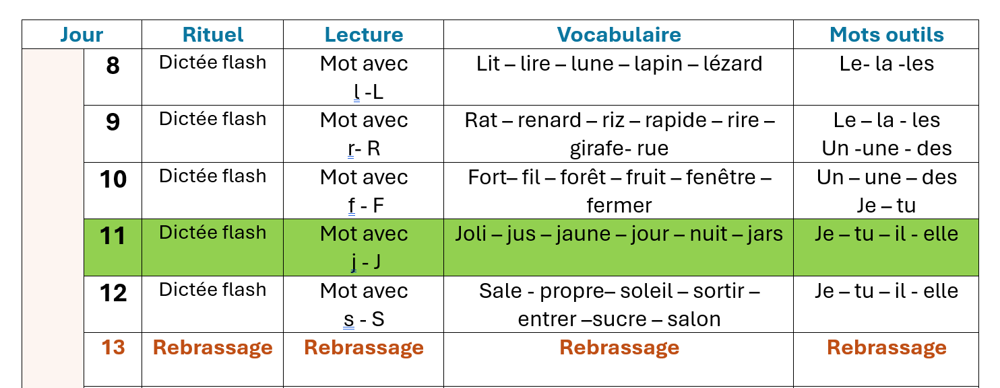 Jour Rituel Lecture Vocabulaire Mots outils
8 Dictée flash Mot avec Lit – lire – lune – lapin – lézard Le- la -les
l -L
9 Dictée flash Mot avec Rat – renard – riz – rapide – rire – Le – la - les
r- R girafe- rue Un -une - des
10 Dictée flash Mot avec Fort– fil – forêt – fruit – fenêtre – Un – une – des
f - F fermer Je – tu
11 Dictée flash Mot avec Joli – jus – jaune – jour – nuit – jars Je – tu – il - elle
j - J
12 Dictée flash Mot avec Sale - propre– soleil – sortir – Je – tu – il - elle
s - S entrer –sucre – salon
13 Rebrassage Rebrassage Rebrassage Rebrassage